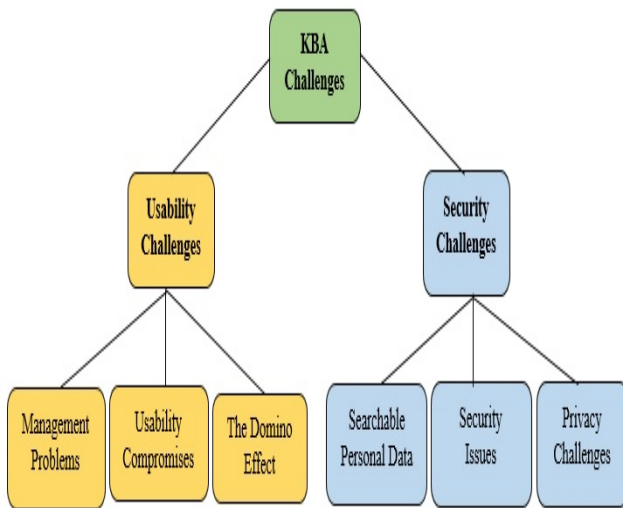 KBA
Challenges
Usability
Challenges
Security
Challenges
Management
Problems
Usability
Compromises
The Domino
Effect
Searchable
Personal Data
Security
Issues
Privacy
Challenges